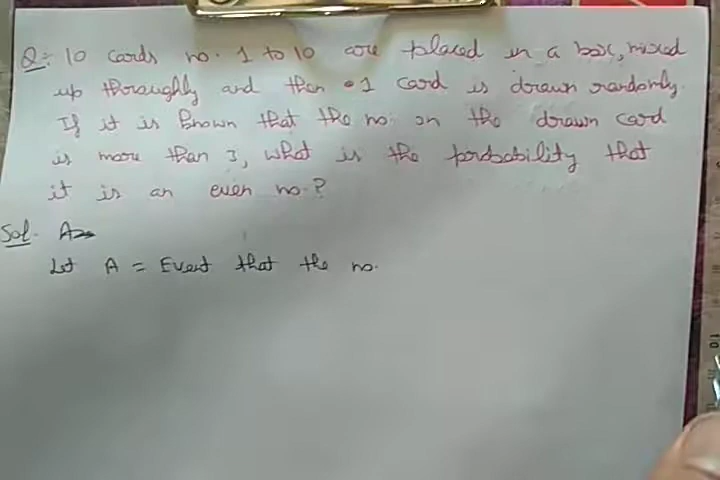 Q:- 10 cards no. 1 to 10 are placed in a box, mixed
up thoroughly and then 1 card is drawn randomly.
If it is known that the no. on the drawn card
is more than 3, what is the probability that
it is an even no.?
Sol. A
Let A = Event that the no.
10